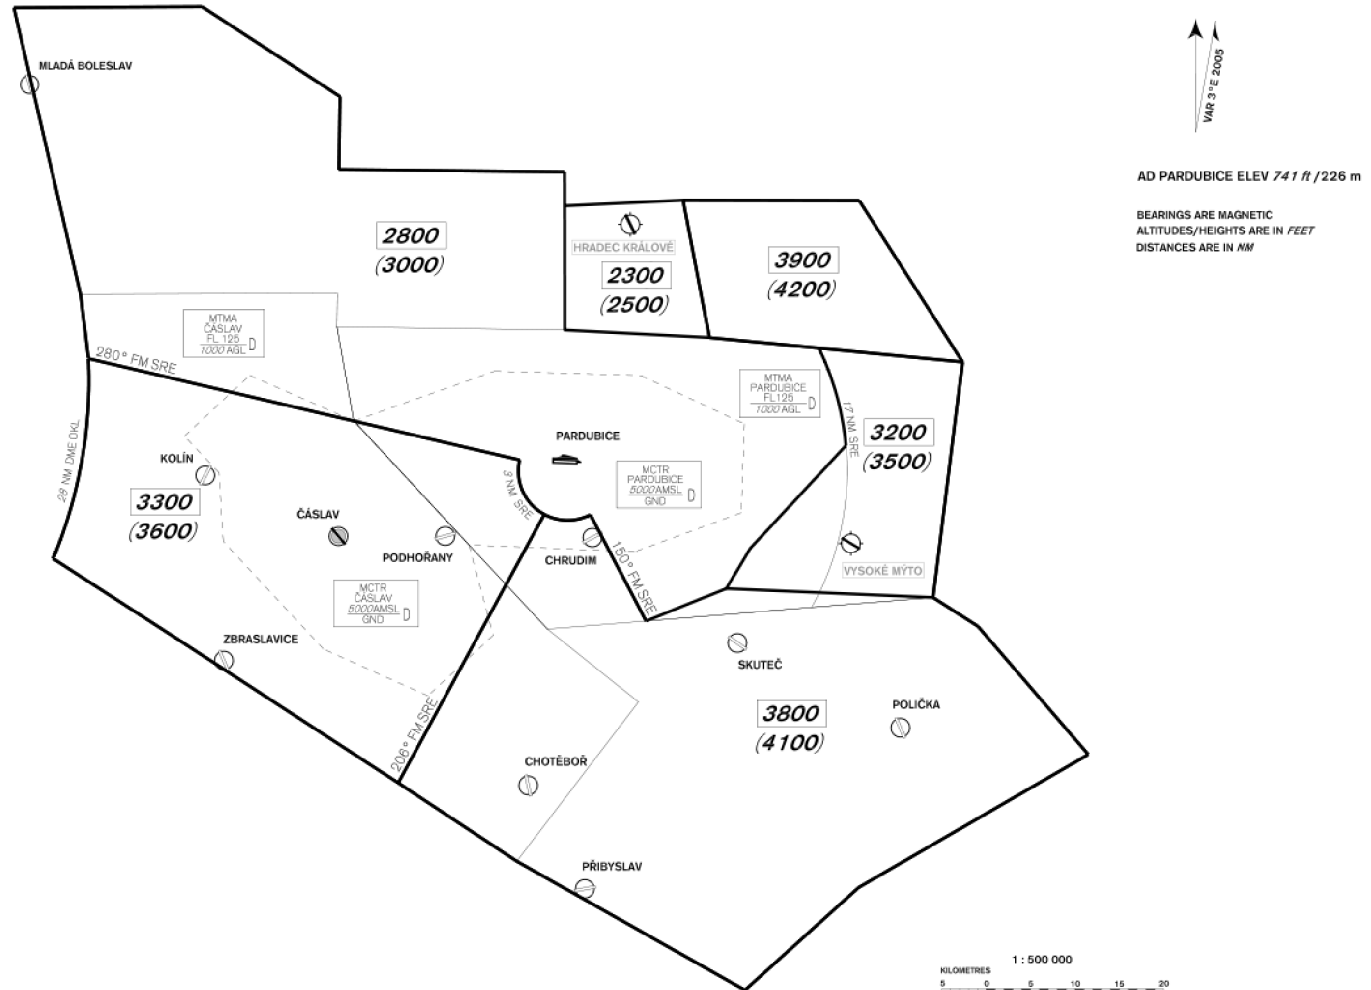 MLADÁ BOLESLAV
VAR 3°E 2005
AD PARDUBICE ELEV 741 ft / 226 m
BEARINGS ARE MAGNETIC
ALTITUDES/HEIGHTS ARE IN FEET
DISTANCES ARE IN NM
2800
(3000)
HRADEC KRÁLOVÉ
2300
(2500)
3900
(4200)
MTMA
ČÁSLAV
FL 125
1000 AGL
D
280° FM SRE
MTMA
PARDUBICE
FL125
1000 AGL
D
17 NM SRE
3200
(3500)
28 NM DME OKL
KOLÍN
3300
(3600)
PARDUBICE
MCTR
PARDUBICE
5000AMSL
GND
D
9 NM SRE
ČÁSLAV
PODHOŘANY
CHRUDIM
150° FM SRE
VYSOKÉ MÝTO
MCTR
ČÁSLAV
5000AMSL
GND
D
ZBRASLAVICE
206° FM SRE
SKUTEČ
3800
(4100)
POLIČKA
CHOTĚBOŘ
PŘIBYSLAV
1 : 500 000
KILOMETRES
5 0 5 10 15 20